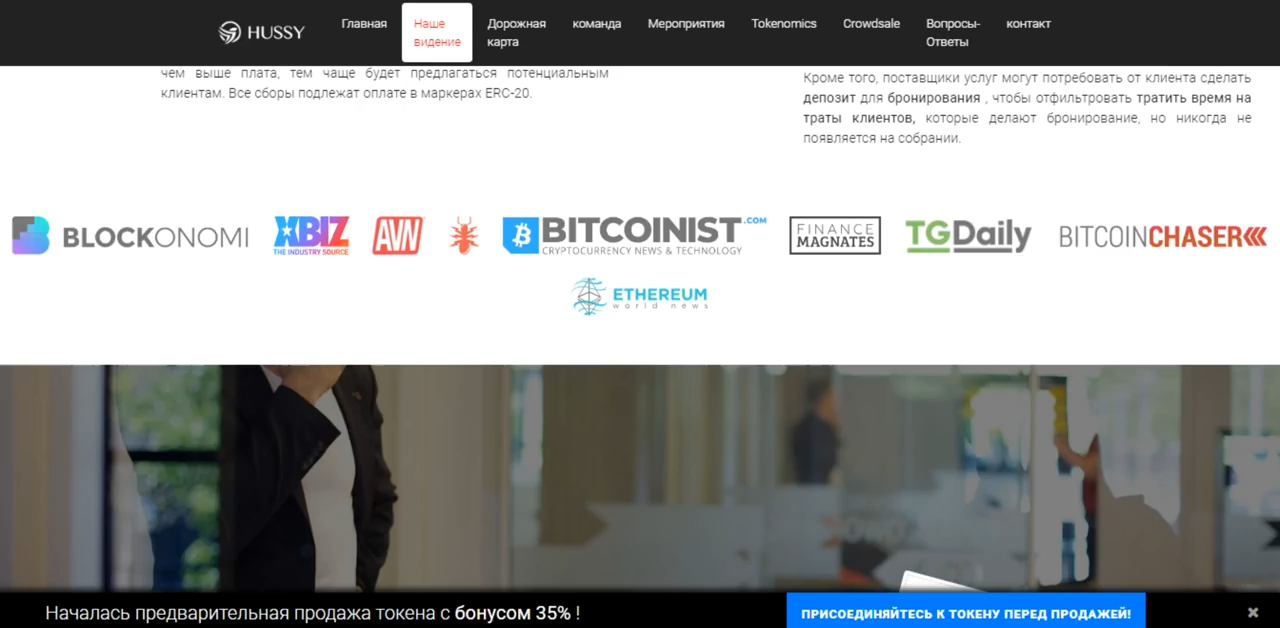 HUSSY
Главная
Наше
видение
Дорожная
карта
команда
Мероприятия
Tokenomics
Crowdsale
Вопросы-
Ответы
контакт
чем выше плата, тем чаще будет предлагаться потенциальным
клиентам. Все сборы подлежат оплате в маркерах ERC-20.
Кроме того, поставщики услуг могут потребовать от клиента сделать
депозит для бронирования , чтобы отфильтровать тратить время на
траты клиентов, которые делают бронирование, но никогда не
появляется на собрании.
BLOCKONOMI
XBIZ
THE INDUSTRY SOURCE
AVN
BITCOINIST.COM
CRYPTOCURRENCY NEWS & TECHNOLOGY
FINANCE
MAGNATES
TGDaily
BITCOINCHASER
ETHEREUM
world news
Началась предварительная продажа токена с бонусом 35% !
ПРИСОЕДИНЯЙТЕСЬ К ТОКЕНУ ПЕРЕД ПРОДАЖЕЙ!